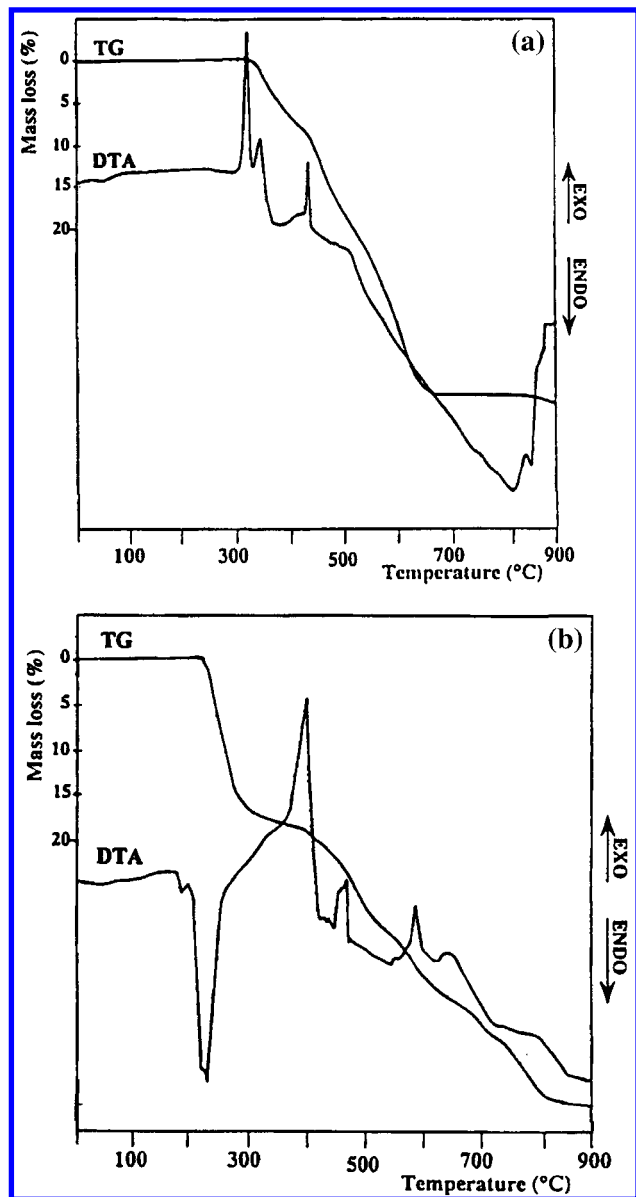 (a)
TG
Mass loss (%)
0
5
10
15
20
DTA
EXO
ENDO
100
300
500
700
900
Temperature (°C)
(b)
TG
Mass loss (%)
0
5
10
15
20
DTA
EXO
ENDO
100
300
500
700
900
Temperature (°C)